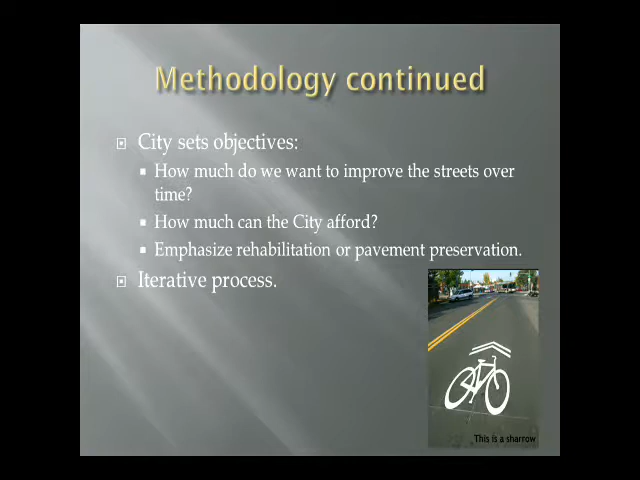 Methodology continued
City sets objectives:
How much do we want to improve the streets over
time?
How much can the City afford?
Emphasize rehabilitation or pavement preservation.
Iterative process.
This is a sharrow